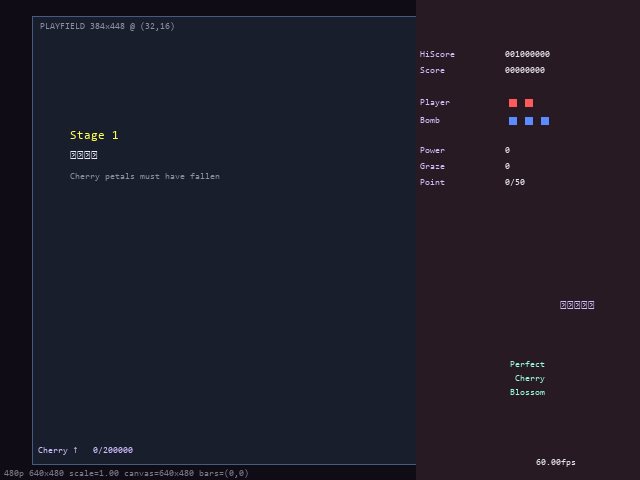 PLAYFIELD 384x448 @ (32,16)
HiScore 001000000
Score 00000000
Player
Bomb
Stage 1
Power 0
Cherry petals must have fallen
Graze 0
Point 0/50
Perfect
Cherry
Blossom
Cherry ↑ 0/200000
60.00fps
480p 640x480 scale=1.00 canvas=640x480 bars=(0,0)